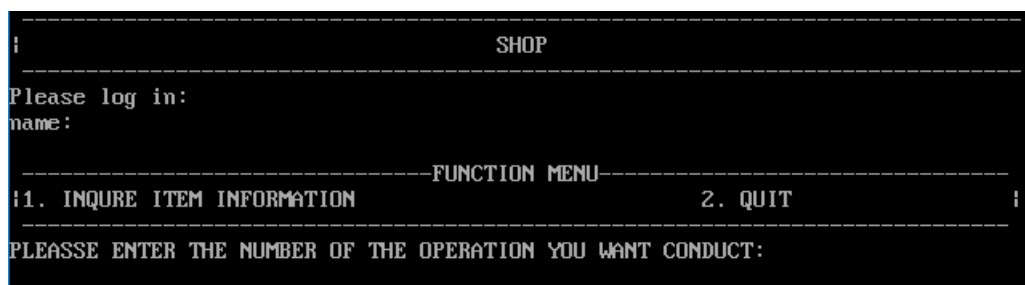 SHOP
Please log in:
name:
FUNCTION MENU
1. INQURE ITEM INFORMATION 2. QUIT
PLEASSE ENTER THE NUMBER OF THE OPERATION YOU WANT CONDUCT: